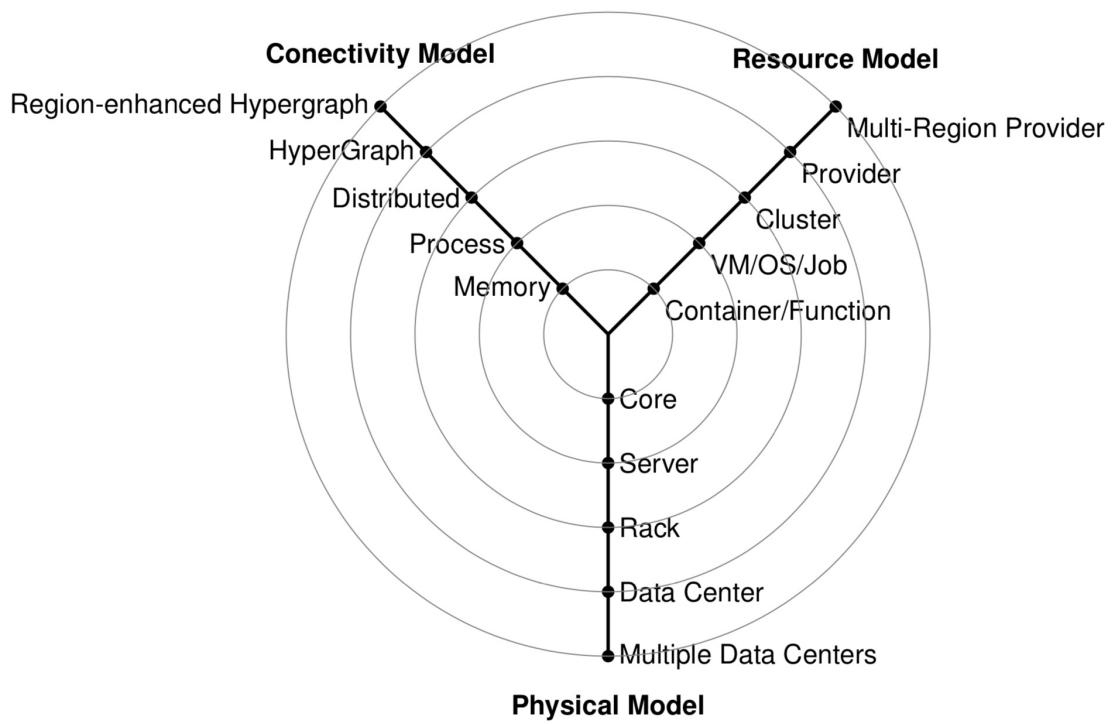 Conectivity Model
Resource Model
Region-enhanced Hypergraph
Multi-Region Provider
HyperGraph
Provider
Distributed
Cluster
Process
VM/OS/Job
Memory
Container/Function
Core
Server
Rack
Data Center
Multiple Data Centers
Physical Model